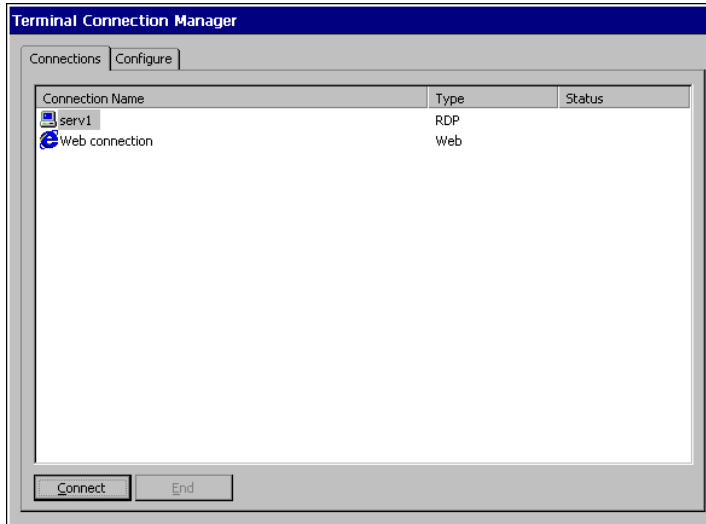 Terminal Connection Manager
Connections Configure
Connection Name Type Status
serv1 RDP
Web connection Web
Connect End